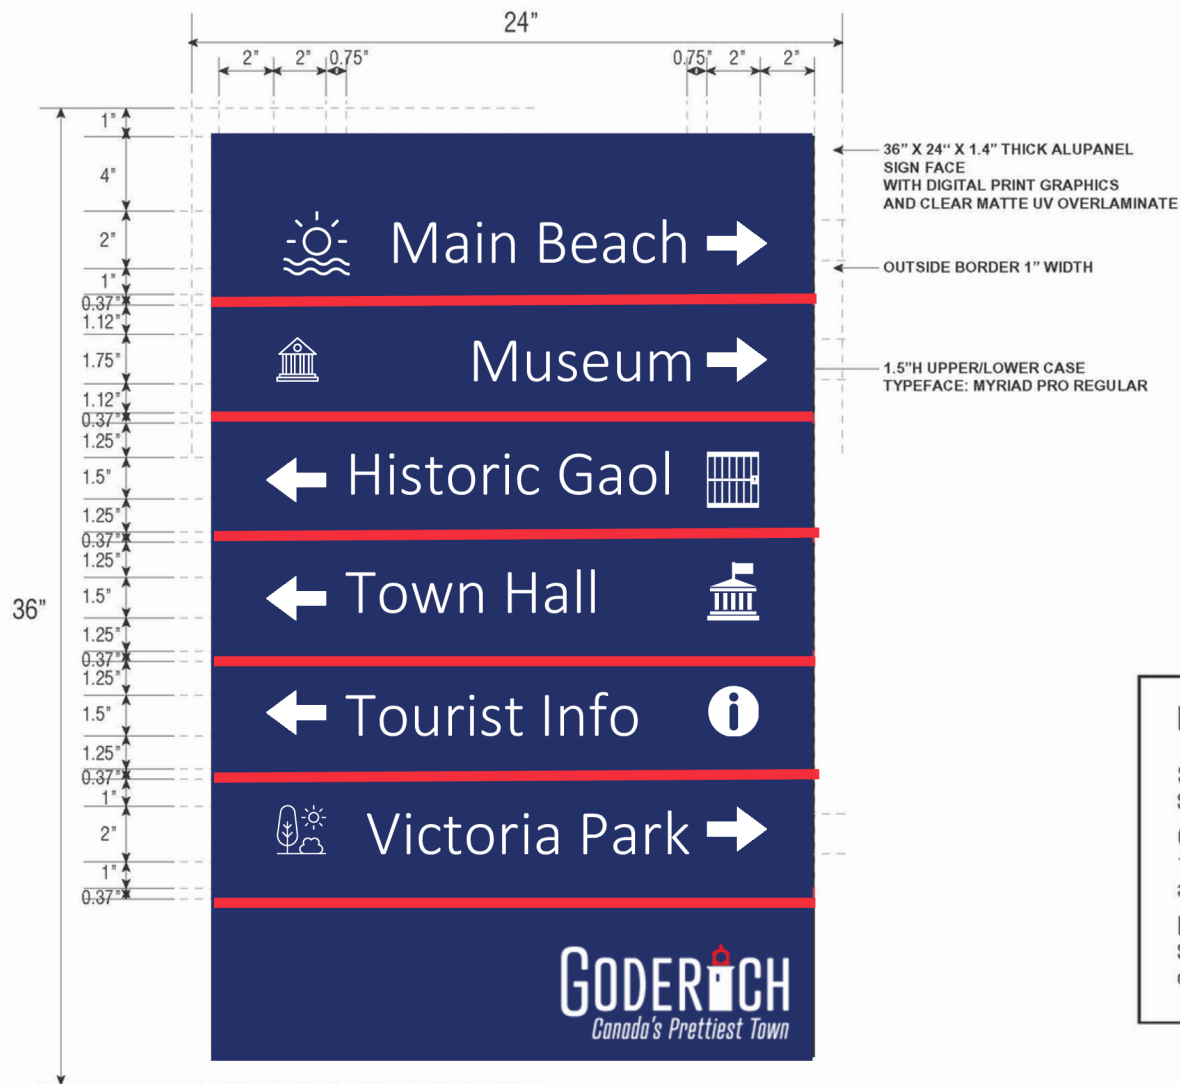 24”
2” 2” 0.75” 0.75” 2” 2”
1”
4”
2”
1”
0.37”
1.12”
1.75”
1.12”
0.37”
1.25”
1.5”
1.25”
0.37”
1.25”
1.5”
1.25”
0.37”
1.25”
1.5”
1.25”
0.37”
1”
2”
1”
0.37”
36”
Main Beach
Museum
Historic Gaol
Town Hall
Tourist Info
Victoria Park
GODERICH
Canada's Prettiest Town
36” X 24“ X 1.4” THICK ALUPANEL
SIGN FACE
WITH DIGITAL PRINT GRAPHICS
AND CLEAR MATTE UV OVERLAMINATE
OUTSIDE BORDER 1” WIDTH
1.5”H UPPER/LOWER CASE
TYPEFACE: MYRIAD PRO REGULAR